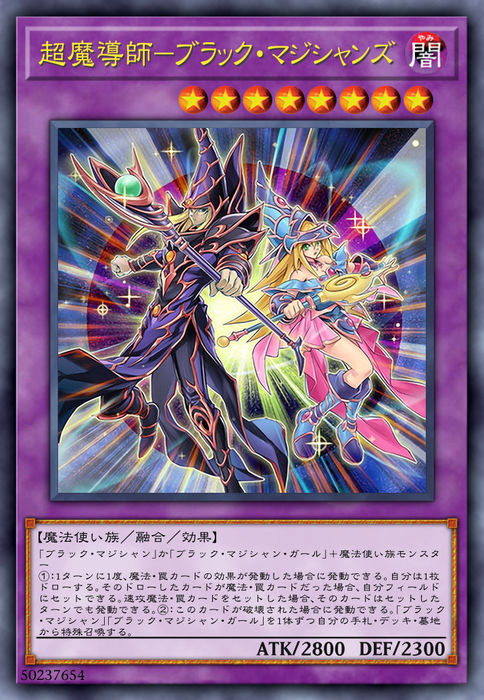 超魔導師-ブラック・マジシャンズ
やみ
闇
【魔法使い族/融合/効果】
「ブラック・マジシャン」か「ブラック・マジシャン・ガール」+魔法使い族モンス
ター
①:1ターンに1度、魔法・罠カードの効果が発動した場合に発動できる。自分は1枚
ドローする。そのドローしたカードが魔法・罠カードだった場合、自分フィールド
にセットできる。速攻魔法・罠カードをセットした場合、そのカードはセットした
ターンでも発動できる。②:このカードが破壊された場合に発動できる。「ブラック
・マジシャン」「ブラック・マジシャン・ガール」を1体ずつ自分の手札・デッキ・墓地
から特殊召喚する。
ATK/2800 DEF/2300
50237654